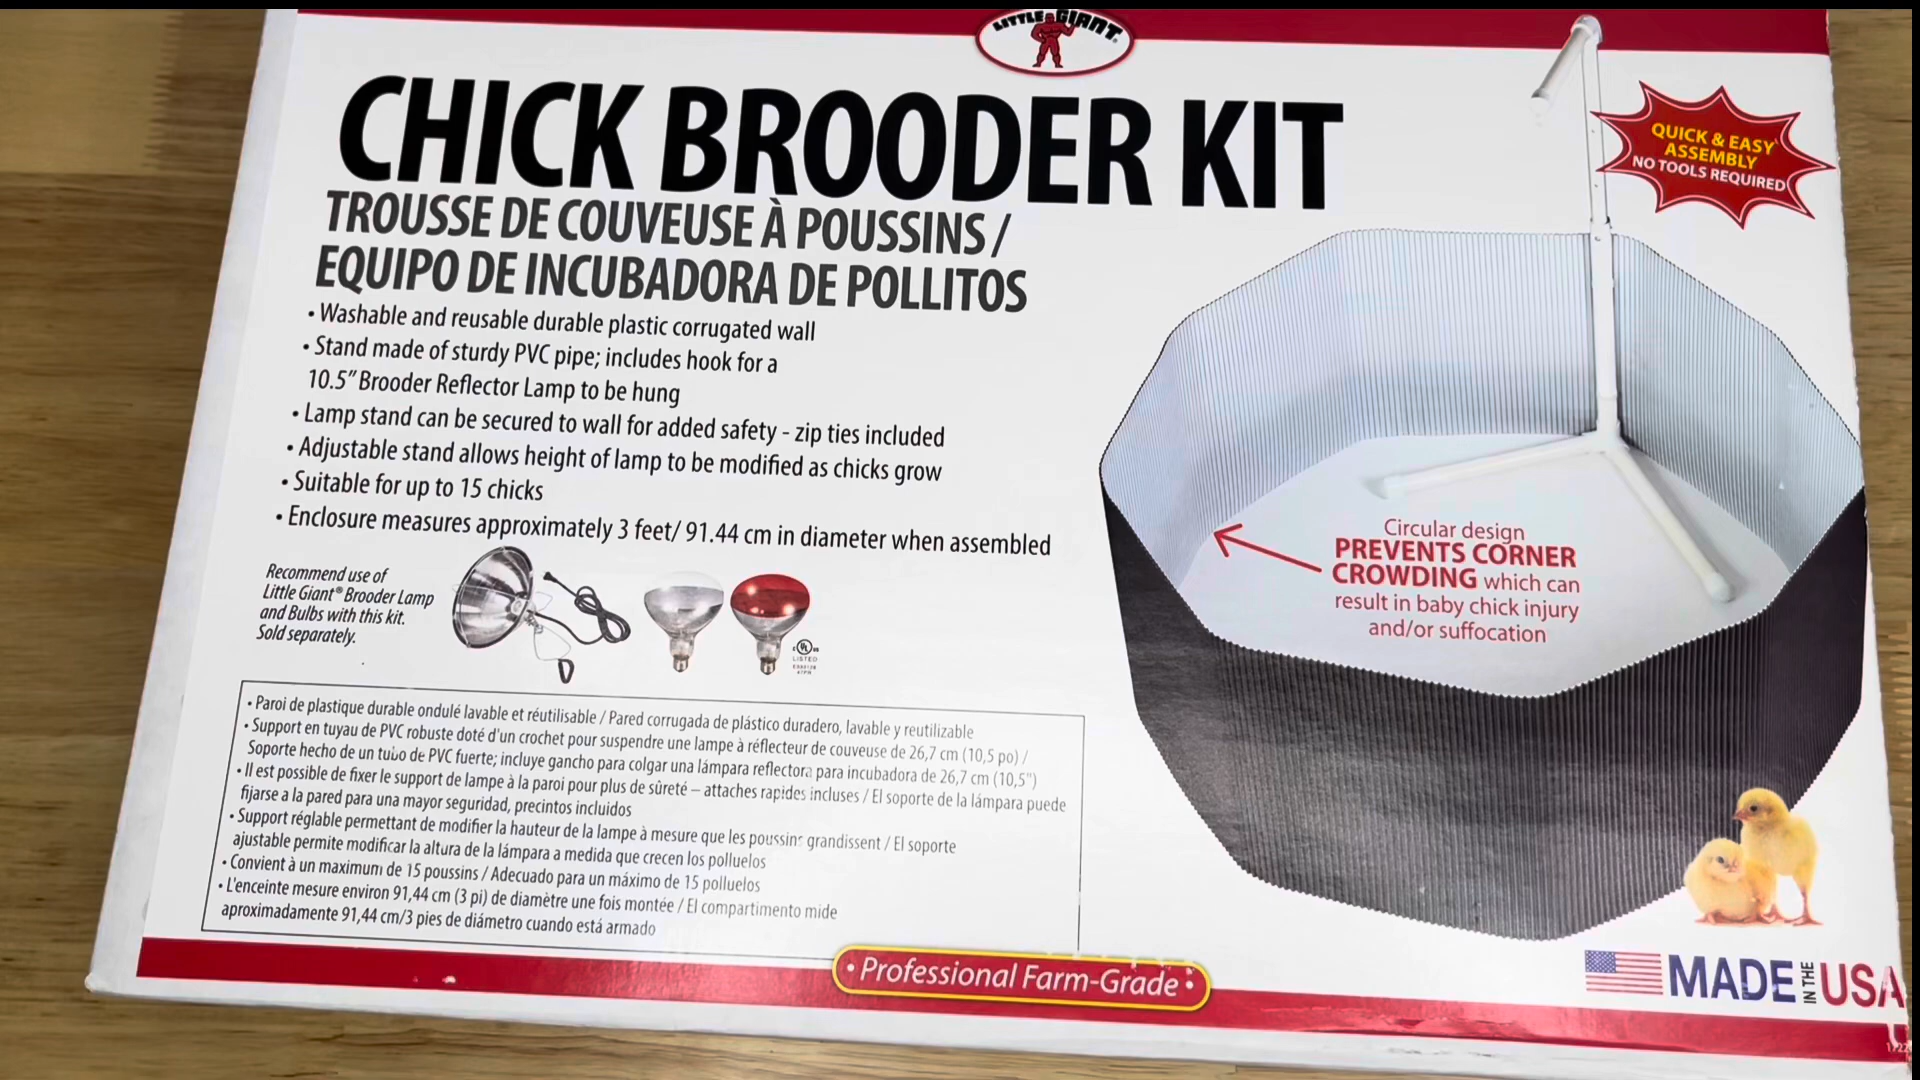 LITTLE GIANT
CHICK BROODER KIT
TROUSSE DE COUVEUSE À POUSSINS /
EQUIPO DE INCUBADORA DE POLLITOS
• Washable and reusable durable plastic corrugated wall
• Stand made of sturdy PVC pipe; includes hook for a
10.5" Brooder Reflector Lamp to be hung
• Lamp stand can be secured to wall for added safety - zip ties included
• Adjustable stand allows height of lamp to be modified as chicks grow
• Suitable for up to 15 chicks
• Enclosure measures approximately 3 feet/ 91.44 cm in diameter when assembled
Recommend use of
Little Giant® Brooder Lamp
and Bulbs with this kit.
Sold separately.
UL
LISTED
• Paroi de plastique durable ondulé lavable et réutilisable / Pared corrugada de plástico duradero, lavable y reutilizable
• Support en tuyau de PVC robuste doté d'un crochet pour suspendre une lampe à réflecteur de couveuse de 26,7 cm (10,5 po) /
Soporte hecho de un tubo de PVC fuerte; incluye gancho para colgar una lámpara reflectora para incubadora de 26,7 cm (10,5")
• Il est possible de fixer le support de lampe à la paroi pour plus de sûreté – attaches rapides incluses / El soporte de la lámpara puede
fijarse a la pared para una mayor seguridad, precintos incluidos
• Support réglable permettant de modifier la hauteur de la lampe à mesure que les poussins grandissent / El soporte
ajustable permite modificar la altura de la lámpara a medida que crecen los polluelos
• Convient à un maximum de 15 poussins / Adecuado para un máximo de 15 polluelos
• L'enceinte mesure environ 91,44 cm (3 pi) de diamètre une fois montée / El compartimento mide
aproximadamente 91,44 cm/3 pies de diámetro cuando está armado
QUICK & EASY
ASSEMBLY
NO TOOLS REQUIRED
Circular design
PREVENTS CORNER
CROWDING which can
result in baby chick injury
and/or suffocation
• Professional Farm-Grade •
MADE IN THE USA